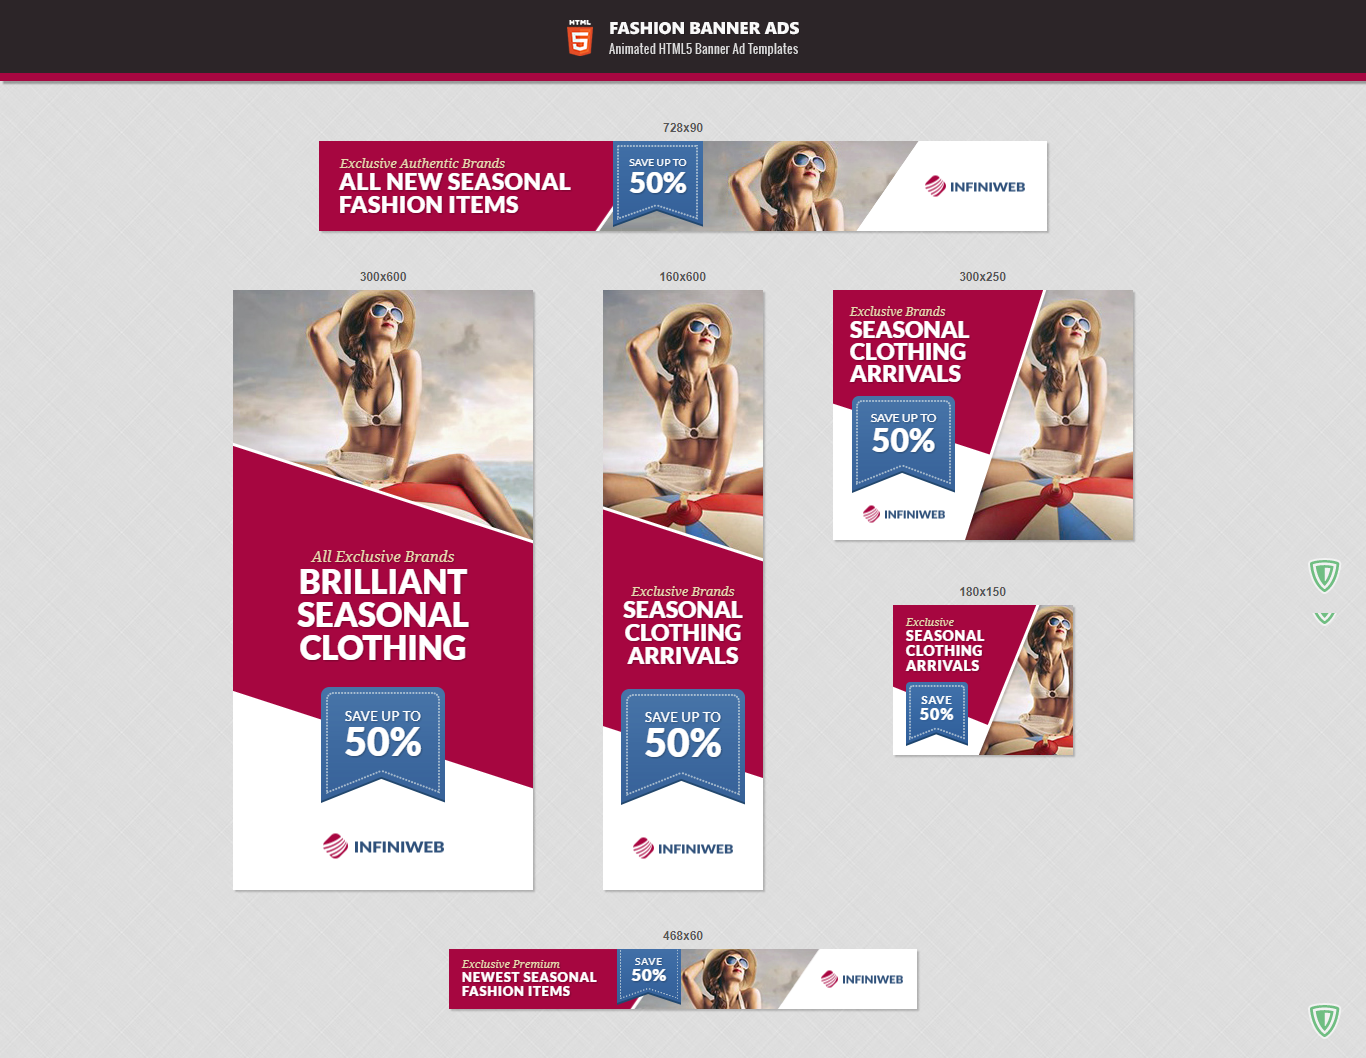 HTML
5
FASHION BANNER ADS
Animated HTML5 Banner Ad Templates
728x90
Exclusive Authentic Brands
ALL NEW SEASONAL
FASHION ITEMS
SAVE UP TO
50%
INFINIWEB
300x600
All Exclusive Brands
BRILLIANT
SEASONAL
CLOTHING
SAVE UP TO
50%
INFINIWEB
160x600
Exclusive Brands
SEASONAL
CLOTHING
ARRIVALS
SAVE UP TO
50%
INFINIWEB
300x250
Exclusive Brands
SEASONAL
CLOTHING
ARRIVALS
SAVE UP TO
50%
INFINIWEB
180x150
Exclusive
SEASONAL
CLOTHING
ARRIVALS
SAVE
50%
468x60
Exclusive Premium
NEWEST SEASONAL
FASHION ITEMS
SAVE
50%
INFINIWEB